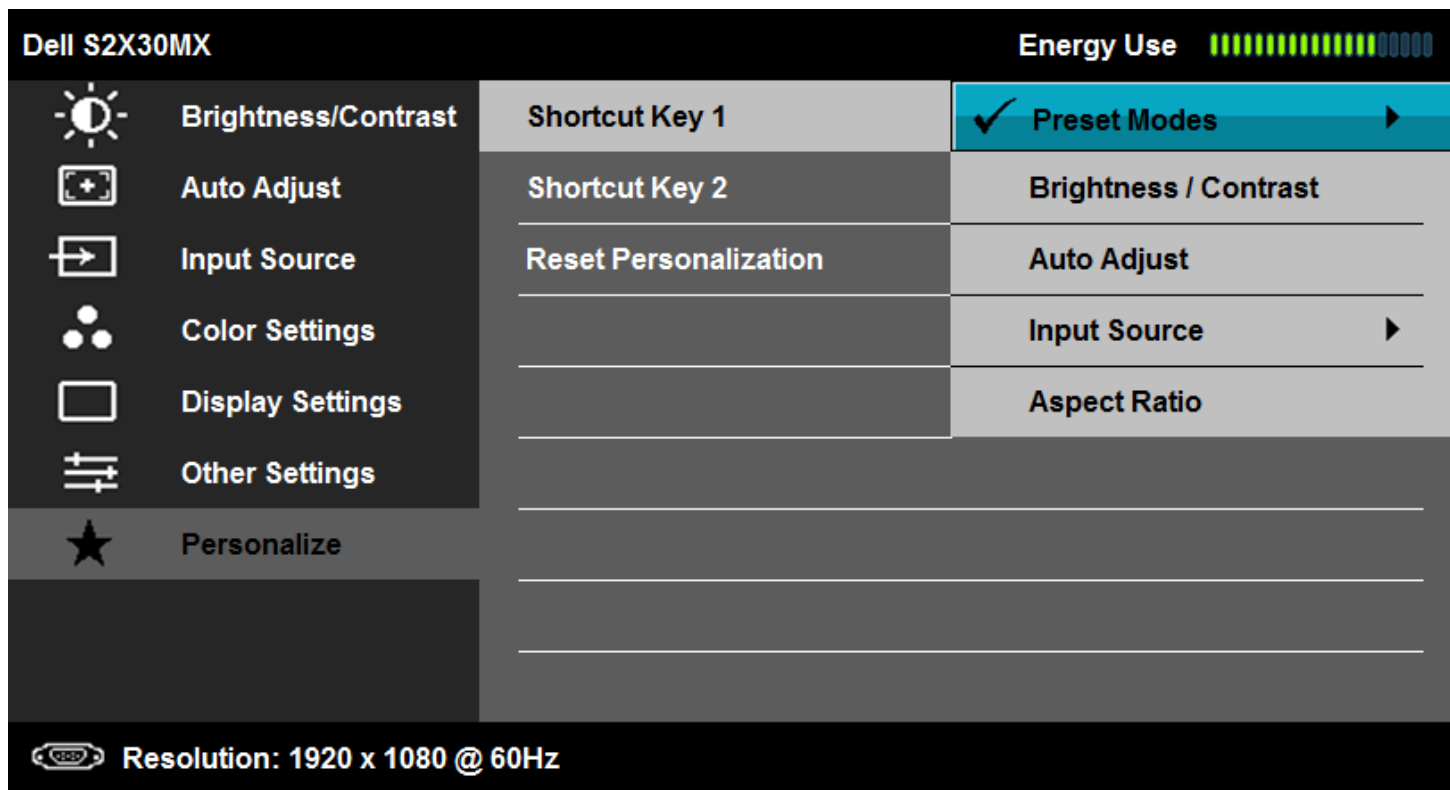 Dell S2X30MX
Energy Use
Brightness/Contrast
Shortcut Key 1
Preset Modes
Auto Adjust
Shortcut Key 2
Brightness / Contrast
Input Source
Reset Personalization
Auto Adjust
Color Settings
Input Source
Display Settings
Aspect Ratio
Other Settings
Personalize
Resolution: 1920 x 1080 @ 60Hz